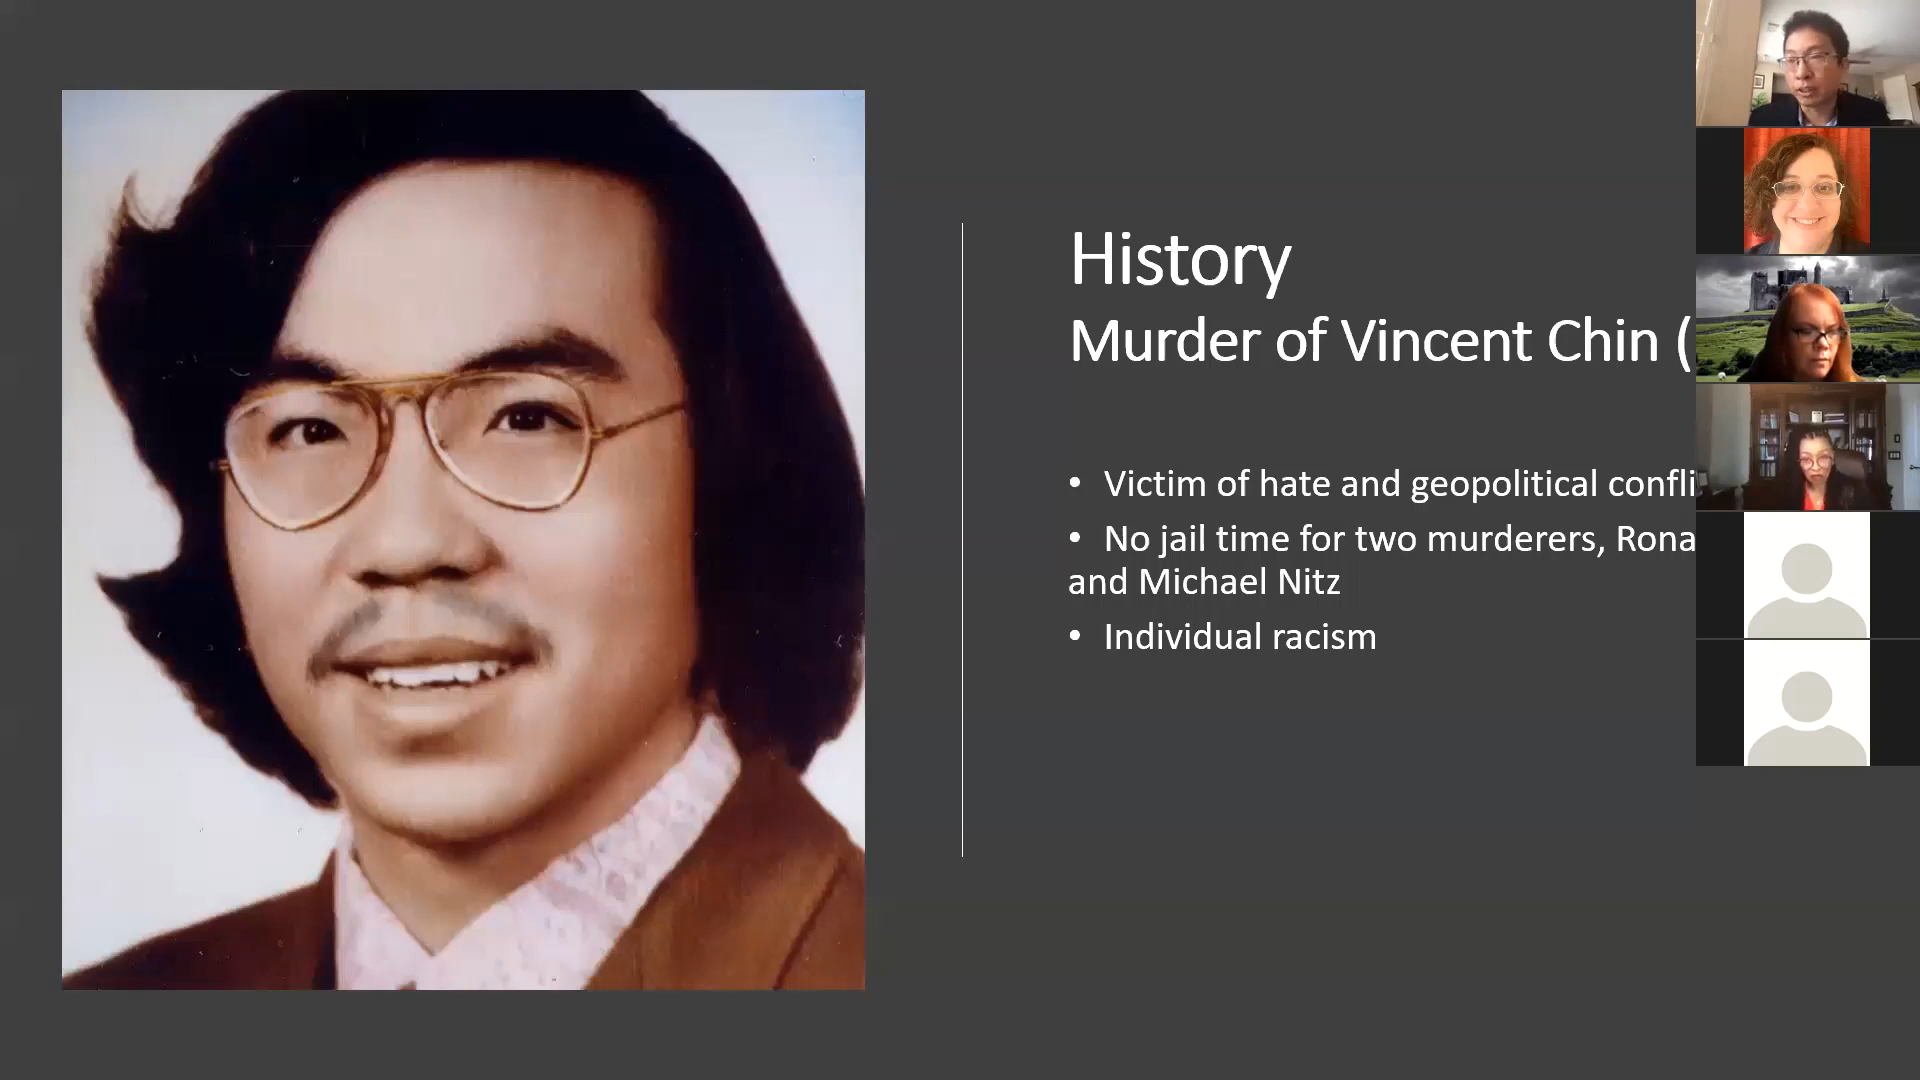 History
Murder of Vincent Chin (
• Victim of hate and geopolitical confli
• No jail time for two murderers, Rona
and Michael Nitz
• Individual racism